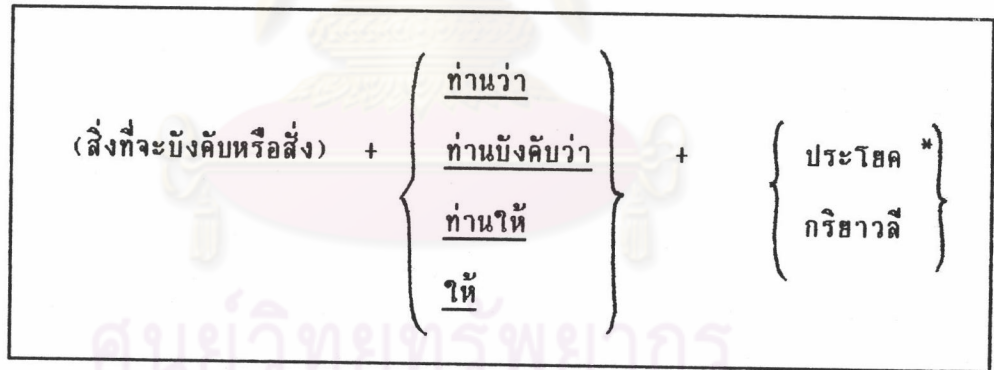 ท่านว่า
(สิ่งที่จะบังคับหรือสั่ง) + ท่านบังคับว่า + ประโยค *
ท่านให้ กริยาวลี
ให้
ศูนย์วิทยทรัพยากร